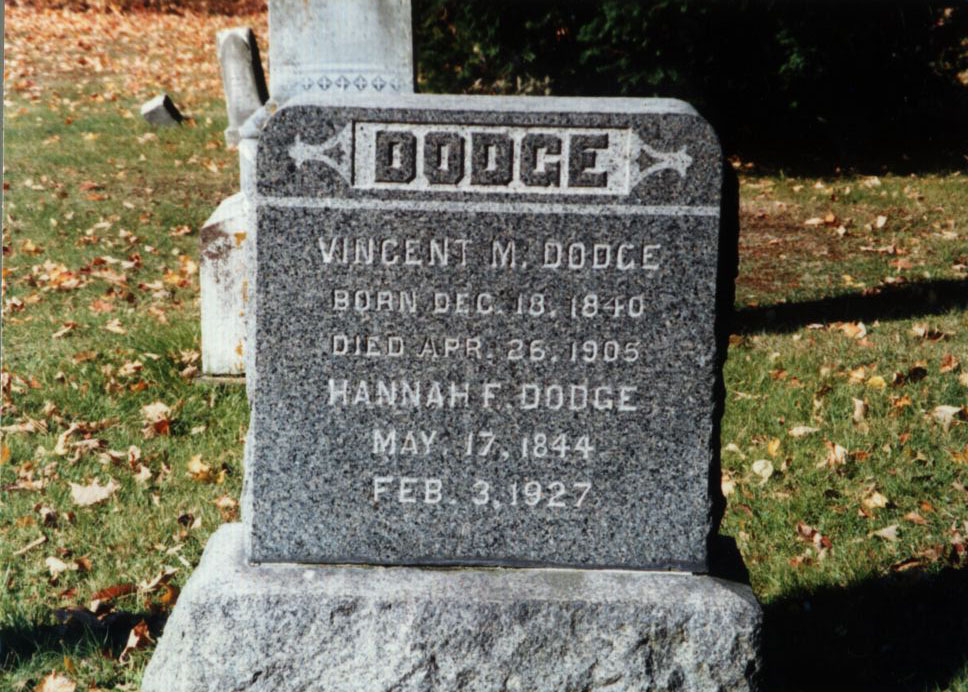 DODGE
VINCENT M. DODGE
BORN DEC. 18, 1840
DIED APR. 26, 1905
HANNAH F. DODGE
MAY 17, 1844
FEB. 3, 1927